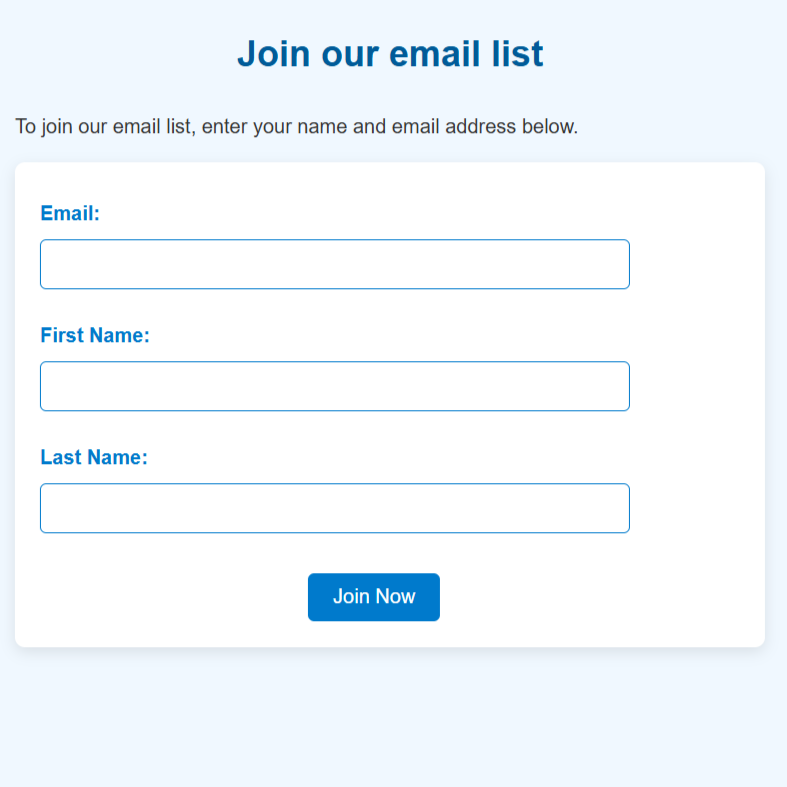 Join our email list
To join our email list, enter your name and email address below.
Email:
First Name:
Last Name:
Join Now